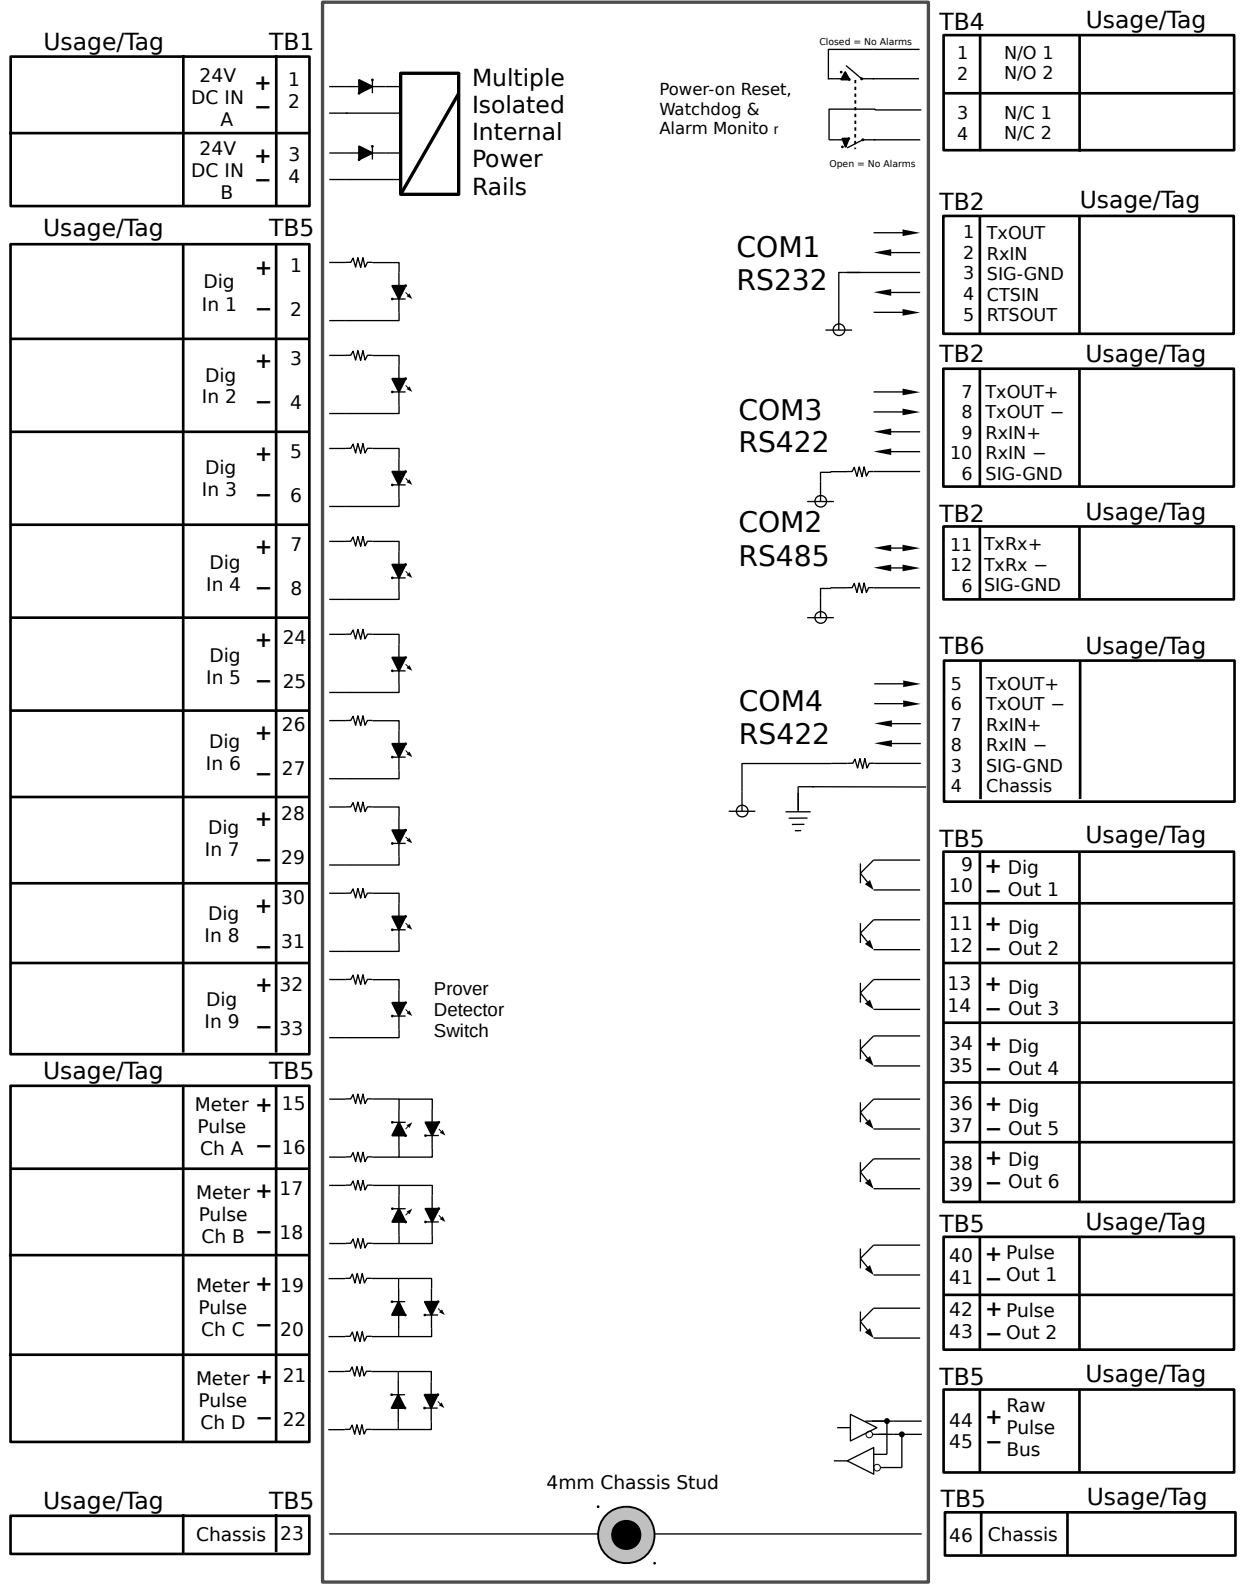 Usage/Tag TB1
24V + 1
DC IN − 2
A
24V + 3
DC IN − 4
B
Usage/Tag TB5
+ 1
Dig
In 1
− 2
+ 3
Dig
In 2
− 4
+ 5
Dig
In 3
− 6
+ 7
Dig
In 4
− 8
+ 24
Dig
In 5
− 25
+ 26
Dig
In 6
− 27
+ 28
Dig
In 7
− 29
+ 30
Dig
In 8
− 31
+ 32
Dig
In 9
− 33
Usage/Tag TB5
Meter + 15
Pulse
Ch A − 16
Meter + 17
Pulse
Ch B − 18
Meter + 19
Pulse
Ch C − 20
Meter + 21
Pulse
Ch D − 22
Usage/Tag TB5
Chassis 23
Multiple
Isolated
Internal
Power
Rails
Prover
Detector
Switch
4mm Chassis Stud
Closed = No Alarms
Power-on Reset,
Watchdog &
Alarm Monito r
Open = No Alarms
COM1
RS232
COM3
RS422
COM2
RS485
COM4
RS422
TB4 Usage/Tag
1 N/O 1
2 N/O 2
3 N/C 1
4 N/C 2
TB2 Usage/Tag
1 TxOUT
2 RxIN
3 SIG-GND
4 CTSIN
5 RTSOUT
TB2 Usage/Tag
7 TxOUT+
8 TxOUT −
9 RxIN+
10 RxIN −
6 SIG-GND
TB2 Usage/Tag
11 TxRx+
12 TxRx −
6 SIG-GND
TB6 Usage/Tag
5 TxOUT+
6 TxOUT −
7 RxIN+
8 RxIN −
3 SIG-GND
4 Chassis
TB5 Usage/Tag
9 + Dig
10 − Out 1
11 + Dig
12 − Out 2
13 + Dig
14 − Out 3
34 + Dig
35 − Out 4
36 + Dig
37 − Out 5
38 + Dig
39 − Out 6
TB5 Usage/Tag
40 + Pulse
41 − Out 1
42 + Pulse
43 − Out 2
TB5 Usage/Tag
Raw
44 + Pulse
45 − Bus
TB5 Usage/Tag
46 Chassis